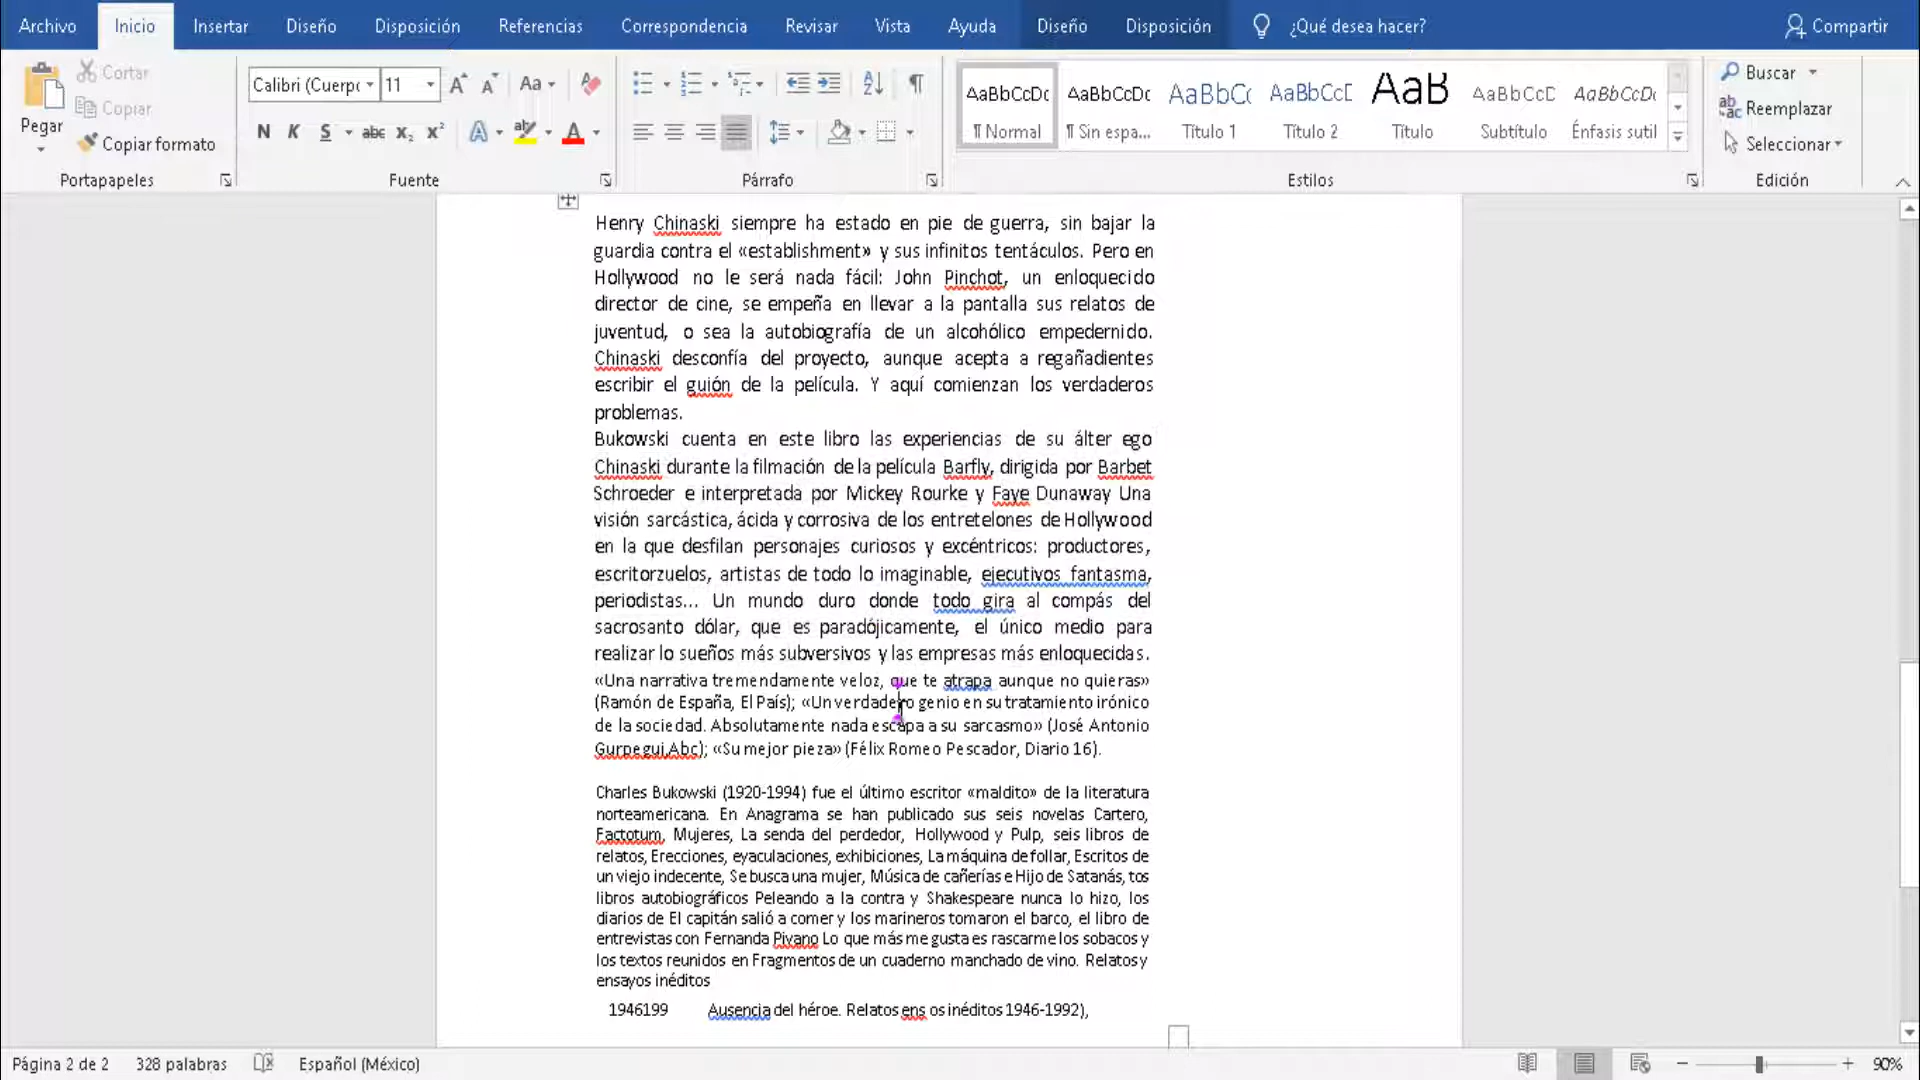 Archivo Inicio Insertar Diseño Disposición Referencias Correspondencia Revisar Vista Ayuda Diseño Disposición ¿Qué desea hacer? Compartir
Pegar
Cortar
Copiar
Copiar formato
Portapapeles
Calibri (Cuerpo 11
N K S abc x₂ x² A ab A
Aa
Fuente
Párrafo
AaBbCcDc AaBbCcDc AaBbCc AaBbCcD AaB AaBbCcD AaBbCcDc
¶ Normal ¶ Sin espa... Título 1 Título 2 Título Subtítulo Énfasis sutil
Estilos
Buscar
Reemplazar
Seleccionar
Edición
Henry Chinaski siempre ha estado en pie de guerra, sin bajar la
guardia contra el «establishment» y sus infinitos tentáculos. Pero en
Hollywood no le será nada fácil: John Pinchot, un enloquecido
director de cine, se empeña en llevar a la pantalla sus relatos de
juventud, o sea la autobiografía de un alcohólico empedernido.
Chinaski desconfía del proyecto, aunque acepta a regañadientes
escribir el guión de la película. Y aquí comienzan los verdaderos
problemas.
Bukowski cuenta en este libro las experiencias de su álter ego
Chinaski durante la filmación de la película Barfly, dirigida por Barbet
Schroeder e interpretada por Mickey Rourke y Faye Dunaway Una
visión sarcástica, ácida y corrosiva de los entretelones de Hollywood
en la que desfilan personajes curiosos y excéntricos: productores,
escritorzuelos, artistas de todo lo imaginable, ejecutivos fantasma,
periodistas... Un mundo duro donde todo gira al compás del
sacrosanto dólar, que es paradójicamente, el único medio para
realizar lo sueños más subversivos y las empresas más enloquecidas.
«Una narrativa tremendamente veloz, que te atrapa aunque no quieras»
(Ramón de España, El País); «Un verdadero genio en su tratamiento irónico
de la sociedad. Absolutamente nada escapa a su sarcasmo» (José Antonio
Gurpegui,Abc); «Su mejor pieza» (Félix Romeo Pescador, Diario 16).
Charles Bukowski (1920-1994) fue el último escritor «maldito» de la literatura
norteamericana. En Anagrama se han publicado sus seis novelas Cartero,
Factotum, Mujeres, La senda del perdedor, Hollywood y Pulp, seis libros de
relatos, Erecciones, eyaculaciones, exhibiciones, La máquina de follar, Escritos de
un viejo indecente, Se busca una mujer, Música de cañerías e Hijo de Satanás, tos
libros autobiográficos Peleando a la contra y Shakespeare nunca lo hizo, los
diarios de El capitán salió a comer y los marineros tomaron el barco, el libro de
entrevistas con Fernanda Pivano Lo que más me gusta es rascarme los sobacos y
los textos reunidos en Fragmentos de un cuaderno manchado de vino. Relatos y
ensayos inéditos
1946199 Ausencia del héroe. Relatos ens os inéditos 1946-1992),
Página 2 de 2 328 palabras Español (México) 90%